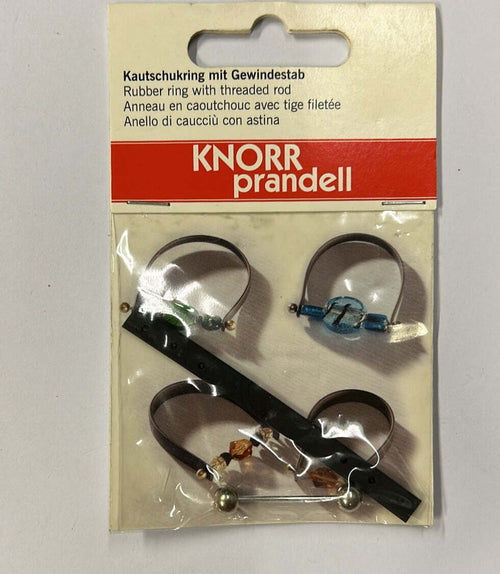 Kautschukring mit Gewindestab
Rubber ring with threaded rod
Anneau en caoutchouc avec tige filetée
Anello di caucciù con astina
KNORR
prandell